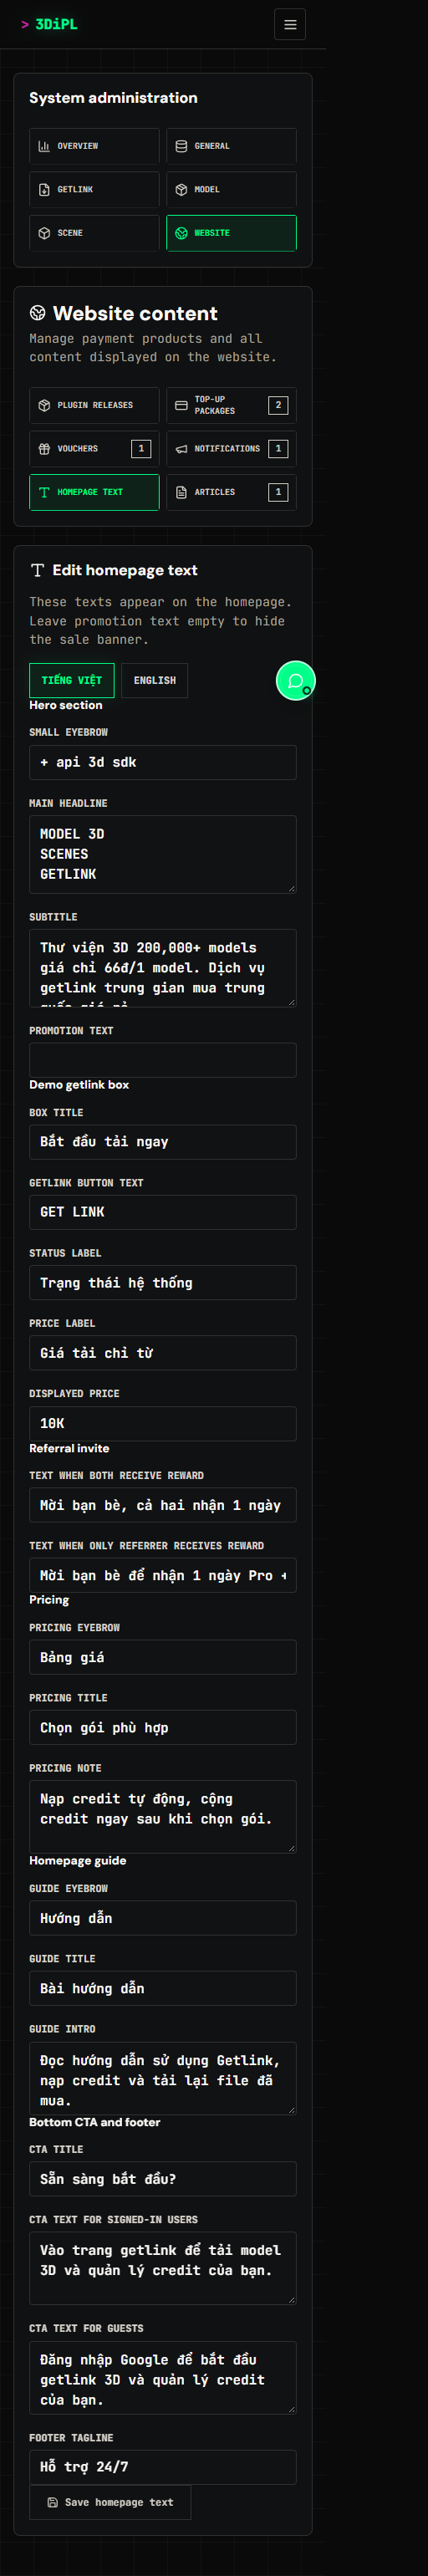 > 3DiPL
System administration
OVERVIEW
GENERAL
GETLINK
MODEL
SCENE
WEBSITE
Website content
Manage payment products and all
content displayed on the website.
PLUGIN RELEASES
TOP-UP
PACKAGES
2
VOUCHERS
1
NOTIFICATIONS
1
HOMEPAGE TEXT
ARTICLES
1
Edit homepage text
These texts appear on the homepage.
Leave promotion text empty to hide
the sale banner.
TIẾNG VIỆT
ENGLISH
Hero section
SMALL EYEBROW
+ api 3d sdk
MAIN HEADLINE
MODEL 3D
SCENES
GETLINK
SUBTITLE
Thư viện 3D 200,000+ models
giá chỉ 66đ/1 model. Dịch vụ
getlink trung gian mua trung
quốc giá rẻ
PROMOTION TEXT
Demo getlink box
BOX TITLE
Bắt đầu tải ngay
GETLINK BUTTON TEXT
GET LINK
STATUS LABEL
Trạng thái hệ thống
PRICE LABEL
Giá tải chỉ từ
DISPLAYED PRICE
10K
Referral invite
TEXT WHEN BOTH RECEIVE REWARD
Mời bạn bè, cả hai nhận 1 ngày
TEXT WHEN ONLY REFERRER RECEIVES REWARD
Mời bạn bè để nhận 1 ngày Pro +
Pricing
PRICING EYEBROW
Bảng giá
PRICING TITLE
Chọn gói phù hợp
PRICING NOTE
Nạp credit tự động, cộng
credit ngay sau khi chọn gói.
Homepage guide
GUIDE EYEBROW
Hướng dẫn
GUIDE TITLE
Bài hướng dẫn
GUIDE INTRO
Đọc hướng dẫn sử dụng Getlink,
nạp credit và tải lại file đã
mua.
Bottom CTA and footer
CTA TITLE
Sẵn sàng bắt đầu?
CTA TEXT FOR SIGNED-IN USERS
Vào trang getlink để tải model
3D và quản lý credit của bạn.
CTA TEXT FOR GUESTS
Đăng nhập Google để bắt đầu
getlink 3D và quản lý credit
của bạn.
FOOTER TAGLINE
Hỗ trợ 24/7
Save homepage text